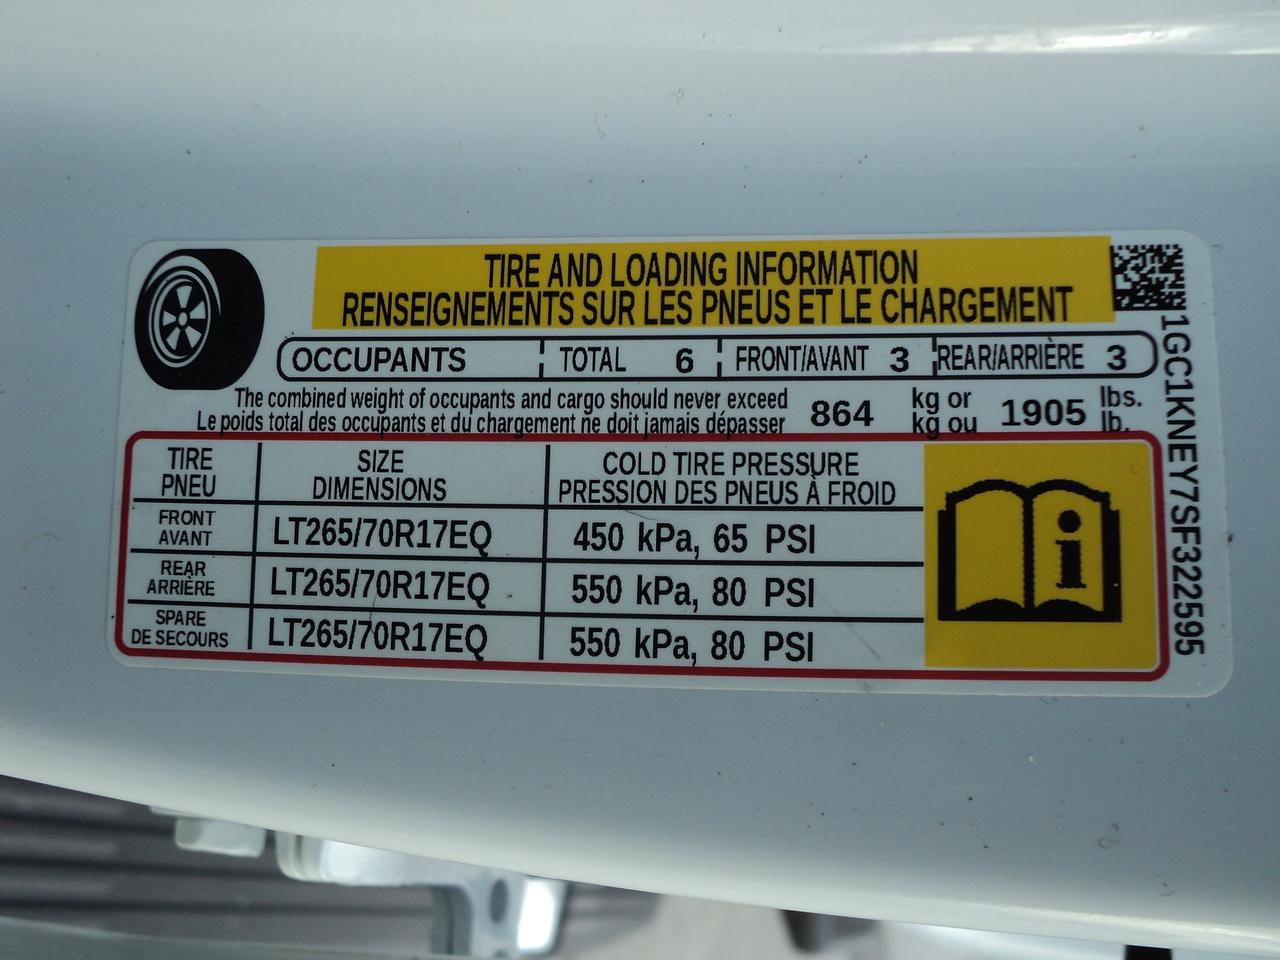 TIRE AND LOADING INFORMATION
RENSEIGNEMENTS SUR LES PNEUS ET LE CHARGEMENT
OCCUPANTS TOTAL 6 FRONT/AVANT 3 REAR/ARRIÈRE 3
The combined weight of occupants and cargo should never exceed 864 kg or 1905 lbs.
Le poids total des occupants et du chargement ne doit jamais dépasser kg ou lb.
TIRE SIZE COLD TIRE PRESSURE
PNEU DIMENSIONS PRESSION DES PNEUS À FROID
FRONT
AVANT LT265/70R17EQ 450 kPa, 65 PSI
REAR
ARRIÈRE LT265/70R17EQ 550 kPa, 80 PSI
SPARE
DE SECOURS LT265/70R17EQ 550 kPa, 80 PSI
i
1GC1KNEY7SF322595